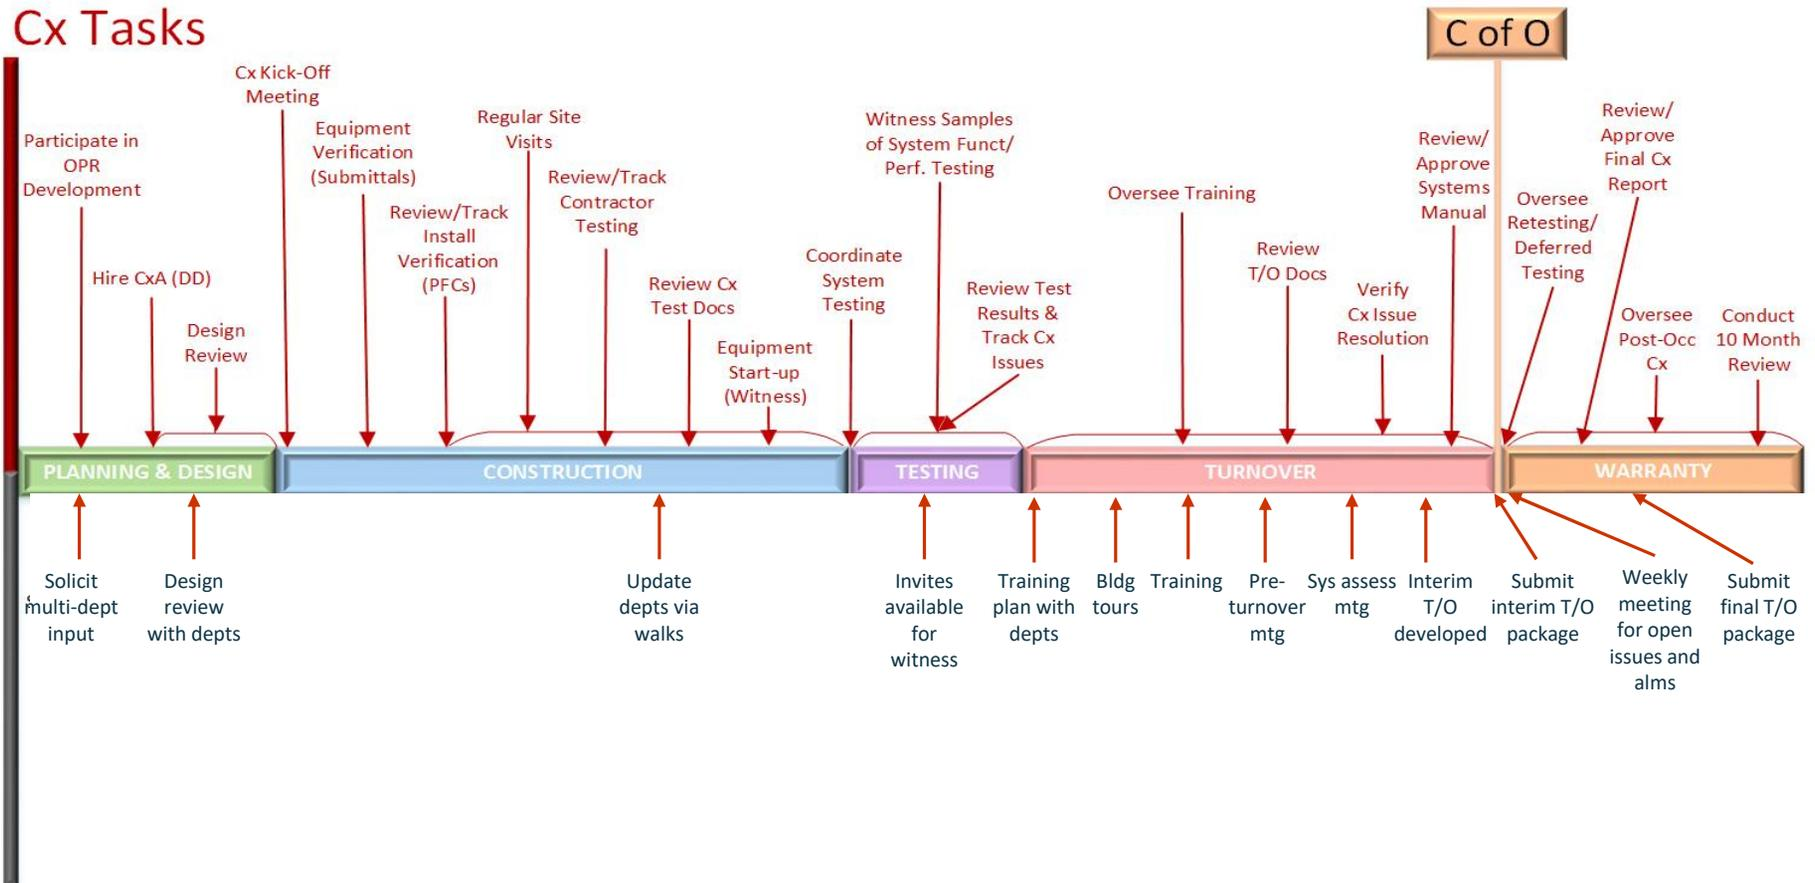 Cx Tasks
C of O
Participate in
OPR
Development
Hire CxA (DD)
Design
Review
Cx Kick-Off
Meeting
Equipment
Verification
(Submittals)
Review/Track
Install
Verification
(PFCs)
Regular Site
Visits
Review/Track
Contractor
Testing
Review Cx
Test Docs
Equipment
Start-up
(Witness)
Coordinate
System
Testing
Witness Samples
of System Funct/
Perf. Testing
Review Test
Results &
Track Cx
Issues
Oversee Training
Review
T/O Docs
Verify
Cx Issue
Resolution
Review/
Approve
Systems
Manual
Oversee
Retesting/
Deferred
Testing
Review/
Approve
Final Cx
Report
Oversee
Post-Occ
Cx
Conduct
10 Month
Review
PLANNING & DESIGN
CONSTRUCTION
TESTING
TURNOVER
WARRANTY
Solicit
multi-dept
input
Design
review
with depts
Update
depts via
walks
Invites
available
for
witness
Training
plan with
depts
Bldg
tours
Training
Pre-
turnover
mtg
Sys assess
mtg
Interim
T/O
developed
Submit
interim T/O
package
Weekly
meeting
for open
issues and
alms
Submit
final T/O
package